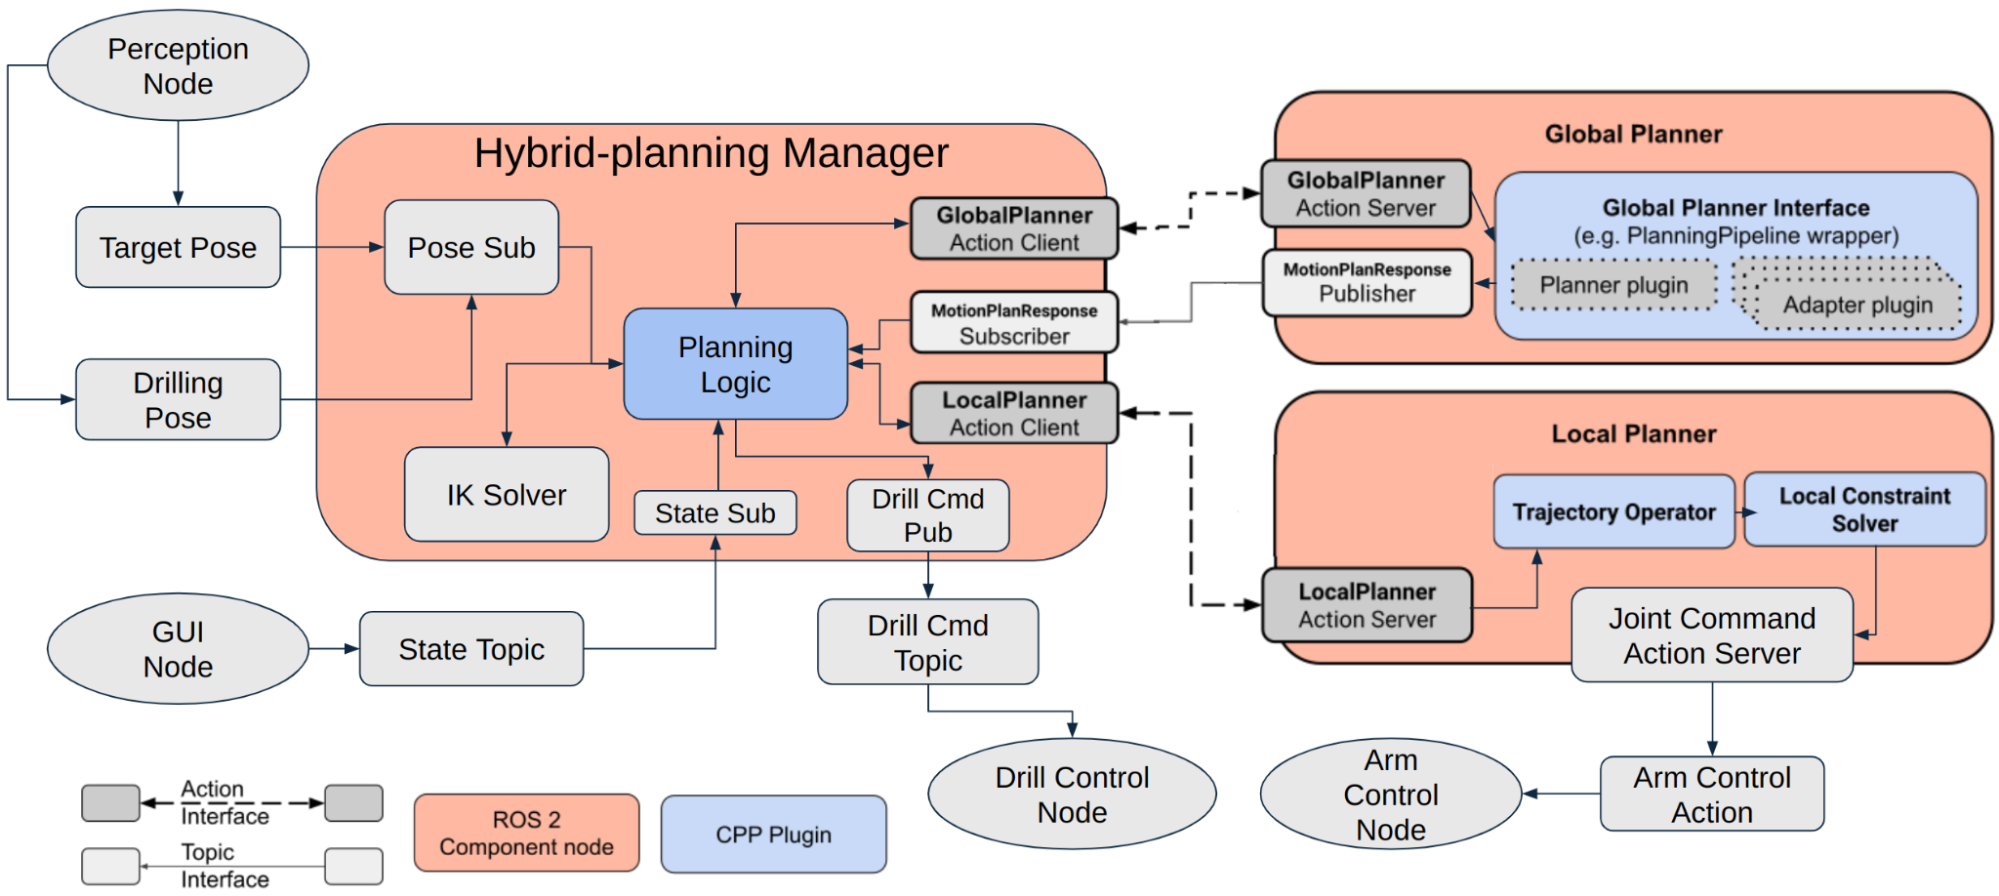 Perception
Node
Target Pose
Drilling
Pose
Hybrid-planning Manager
Pose Sub
Planning
Logic
IK Solver
State Sub
Drill Cmd
Pub
GlobalPlanner
Action Client
MotionPlanResponse
Subscriber
LocalPlanner
Action Client
Global Planner
GlobalPlanner
Action Server
MotionPlanResponse
Publisher
Global Planner Interface
(e.g. PlanningPipeline wrapper)
Planner plugin
Adapter plugin
Local Planner
Trajectory Operator
Local Constraint
Solver
LocalPlanner
Action Server
Joint Command
Action Server
GUI
Node
State Topic
Drill Cmd
Topic
Drill Control
Node
Arm
Control
Node
Arm Control
Action
Action
Interface
Topic
Interface
ROS 2
Component node
CPP Plugin